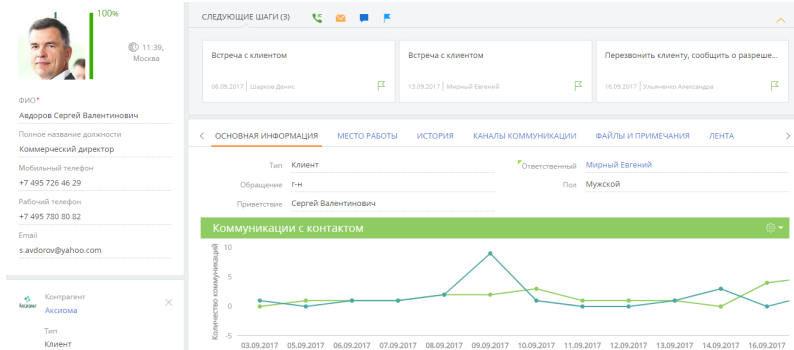 100%
11:39,
Москва
ФИО*
Авдоров Сергей Валентинович
Полное название должности
Коммерческий директор
Мобильный телефон
+7 495 726 46 29
Рабочий телефон
+7 495 780 80 82
Email
s.avdorov@yahoo.com
Аксиома
Контрагент
Аксиома
Тип
Клиент
СЛЕДУЮЩИЕ ШАГИ (3)
Встреча с клиентом
06.09.2017 | Шарков Денис
Встреча с клиентом
13.09.2017 | Мирный Евгений
Перезвонить клиенту, сообщить о разреше...
16.09.2017 | Ульяненко Александра
ОСНОВНАЯ ИНФОРМАЦИЯ МЕСТО РАБОТЫ ИСТОРИЯ КАНАЛЫ КОММУНИКАЦИИ ФАЙЛЫ И ПРИМЕЧАНИЯ ЛЕНТА
Тип Клиент Ответственный Мирный Евгений
Обращение г-н Пол Мужской
Приветствие Сергей Валентинович
Коммуникации с контактом
Количество коммуникаций
10
5
0
-5
03.09.2017 05.09.2017 06.09.2017 07.09.2017 08.09.2017 09.09.2017 10.09.2017 11.09.2017 12.09.2017 13.09.2017 14.09.2017 16.09.2017